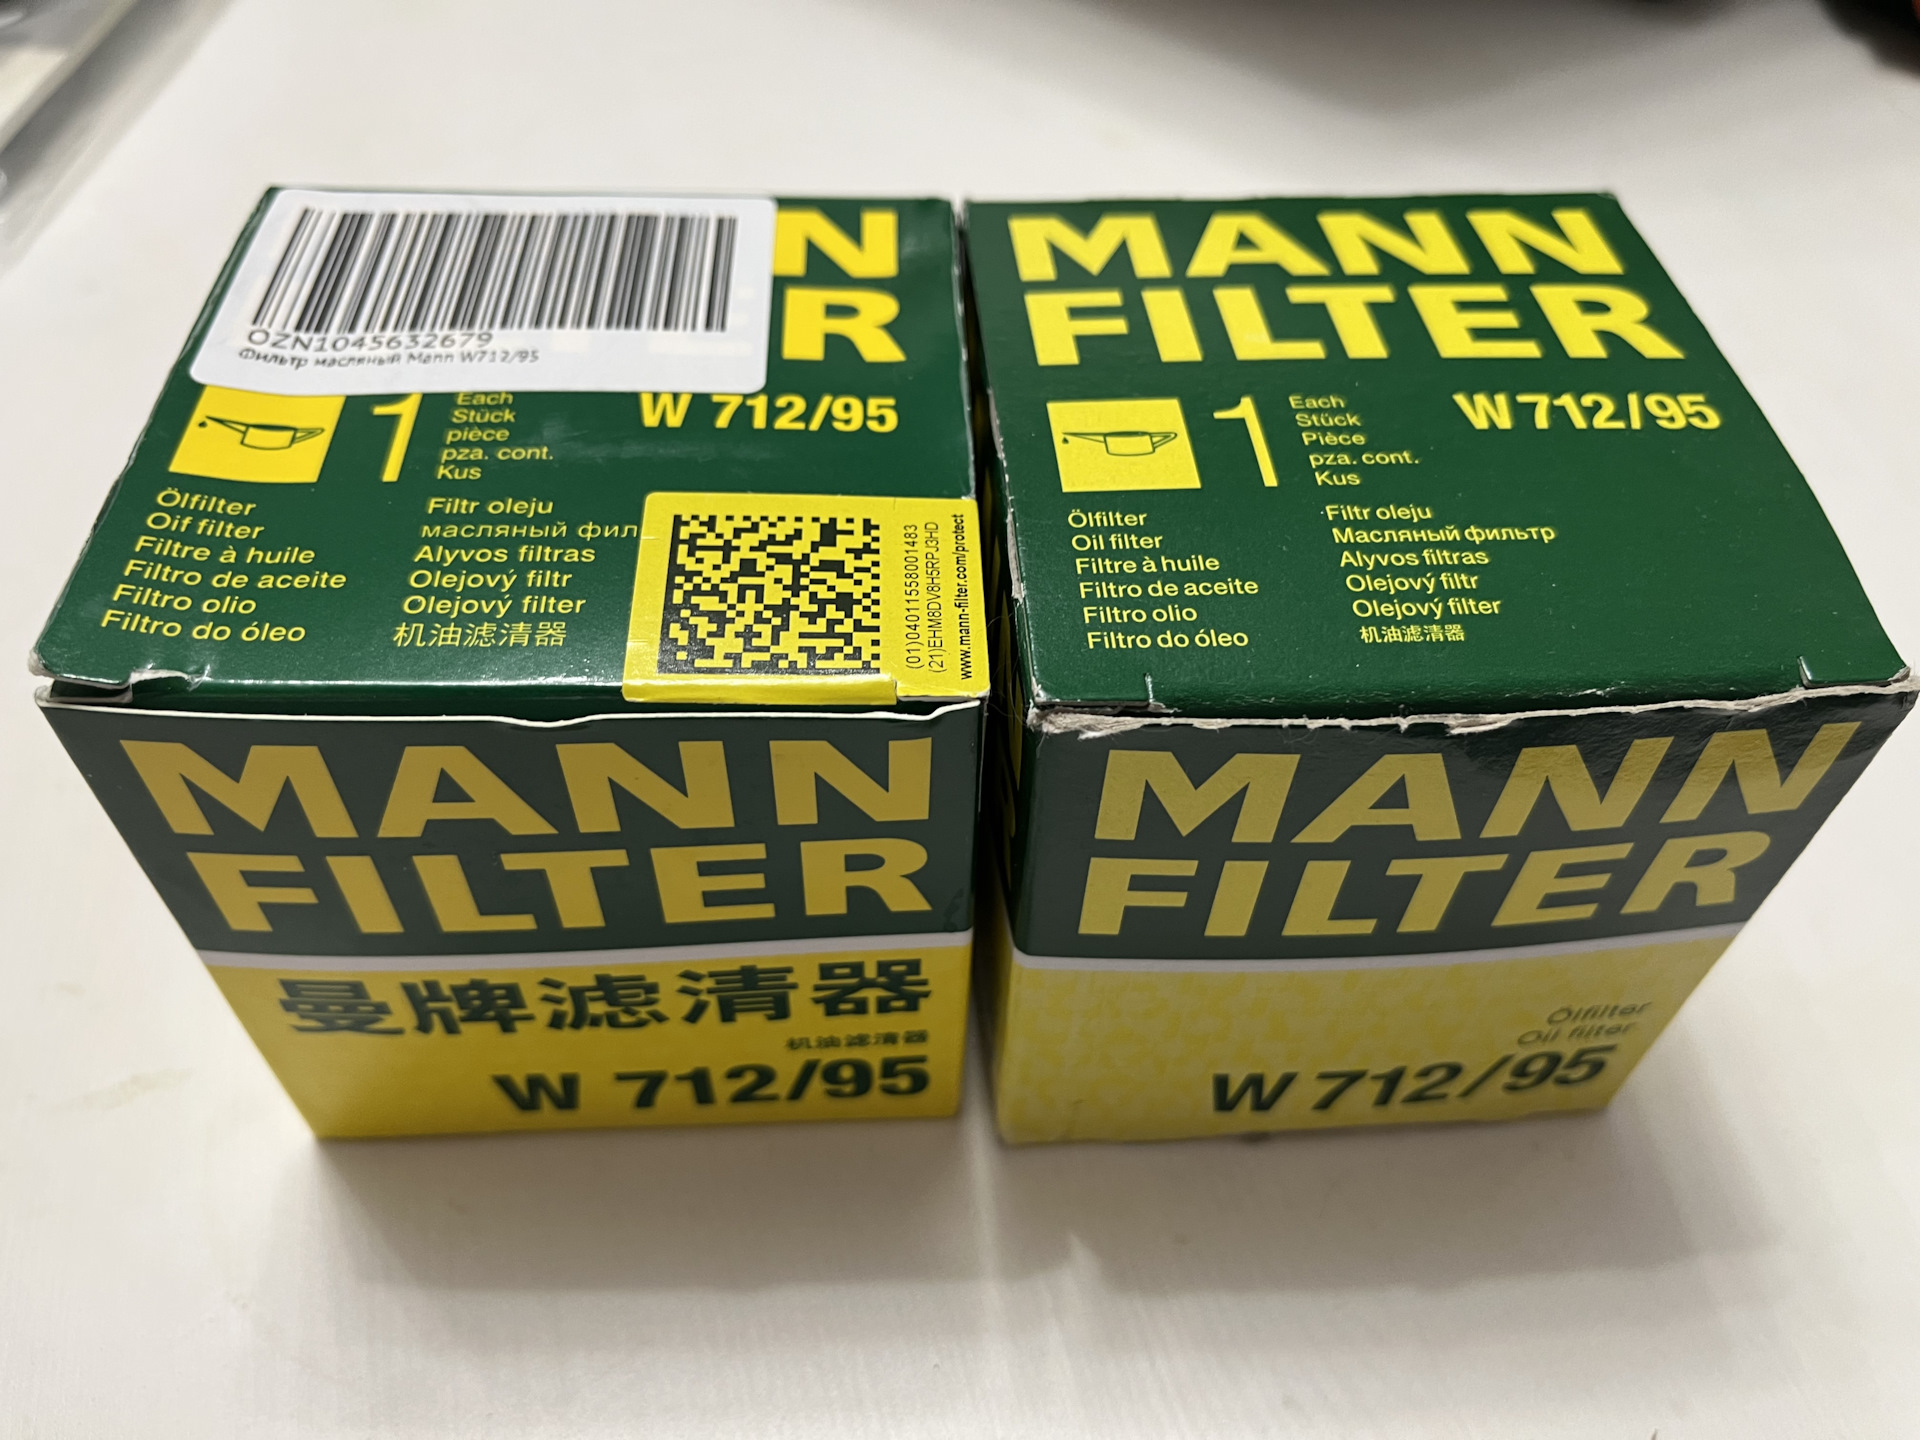 N
R
OZN1045632679
Фильтр масляный Mann W712/95
1
Each
Stück
pièce
pza. cont.
Kus
W 712/95
Ölfilter
Oif filter
Filtre à huile
Filtro de aceite
Filtro olio
Filtro do óleo
Filtr oleju
масляный фил
Alyvos filtras
Olejový filtr
Olejový filter
机油滤清器
(01)04011558001483
(21)EHM8DV8H5RPJ3HD
www.mann-filter.com/protect
MANN
FILTER
曼牌滤清器
机油滤清器
W 712/95
MANN
FILTER
1
Each
Stück
Pièce
pza. cont.
Kus
W 712/95
Ölfilter
Oil filter
Filtre à huile
Filtro de aceite
Filtro olio
Filtro do óleo
Filtr oleju
Масляный фильтр
Alyvos filtras
Olejový filtr
Olejový filter
机油滤清器
MANN
FILTER
Ölfilter
Oil filter
W 712/95